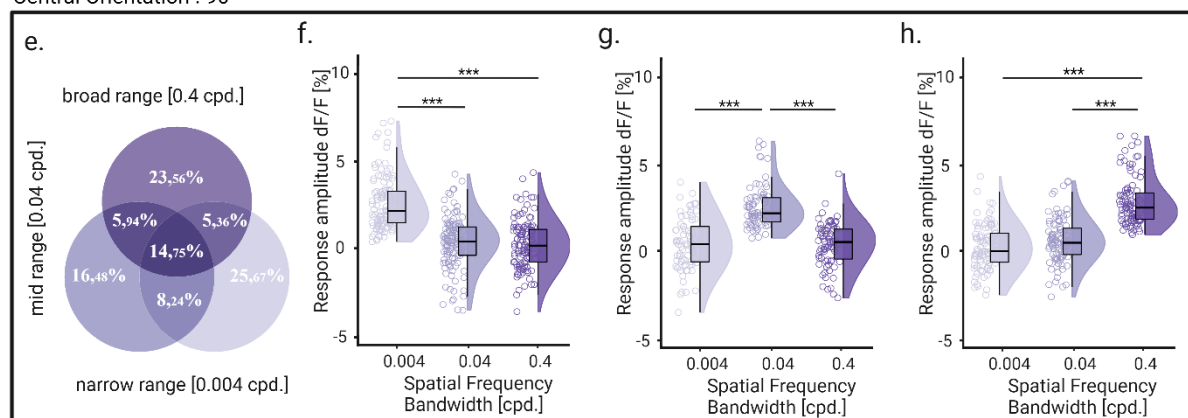 Central Orientation : 90
e.
broad range [0.4 cpd.]
mid range [0.04 cpd.]
23,56%
5,94%
5,36%
14,75%
16,48%
25,67%
8,24%
narrow range [0.004 cpd.]
f.
Response amplitude dF/F [%]
10
5
0
-5
***
***
0.004 0.04 0.4
Spatial Frequency
Bandwidth [cpd.]
g.
Response amplitude dF/F [%]
10
5
0
-5
*** ***
0.004 0.04 0.4
Spatial Frequency
Bandwidth [cpd.]
h.
Response amplitude dF/F [%]
10
5
0
-5
***
***
0.004 0.04 0.4
Spatial Frequency
Bandwidth [cpd.]